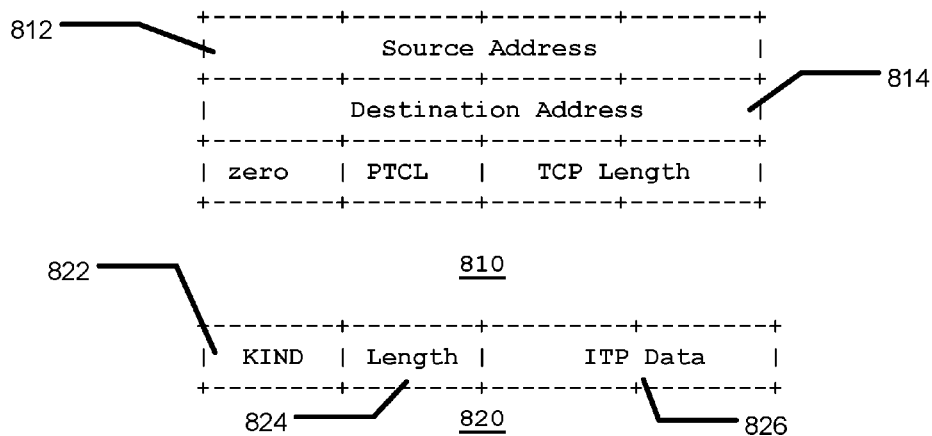 +--------+--------+--------+--------+
812 | Source Address |
+--------+--------+--------+--------+
| Destination Address | 814
+--------+--------+--------+--------+
| zero | PTCL | TCP Length |
+--------+--------+--------+--------+
810
822
+--------+--------+---------+--------+
| KIND | Length | ITP Data |
+--------+--------+---------+--------+
824 820 826